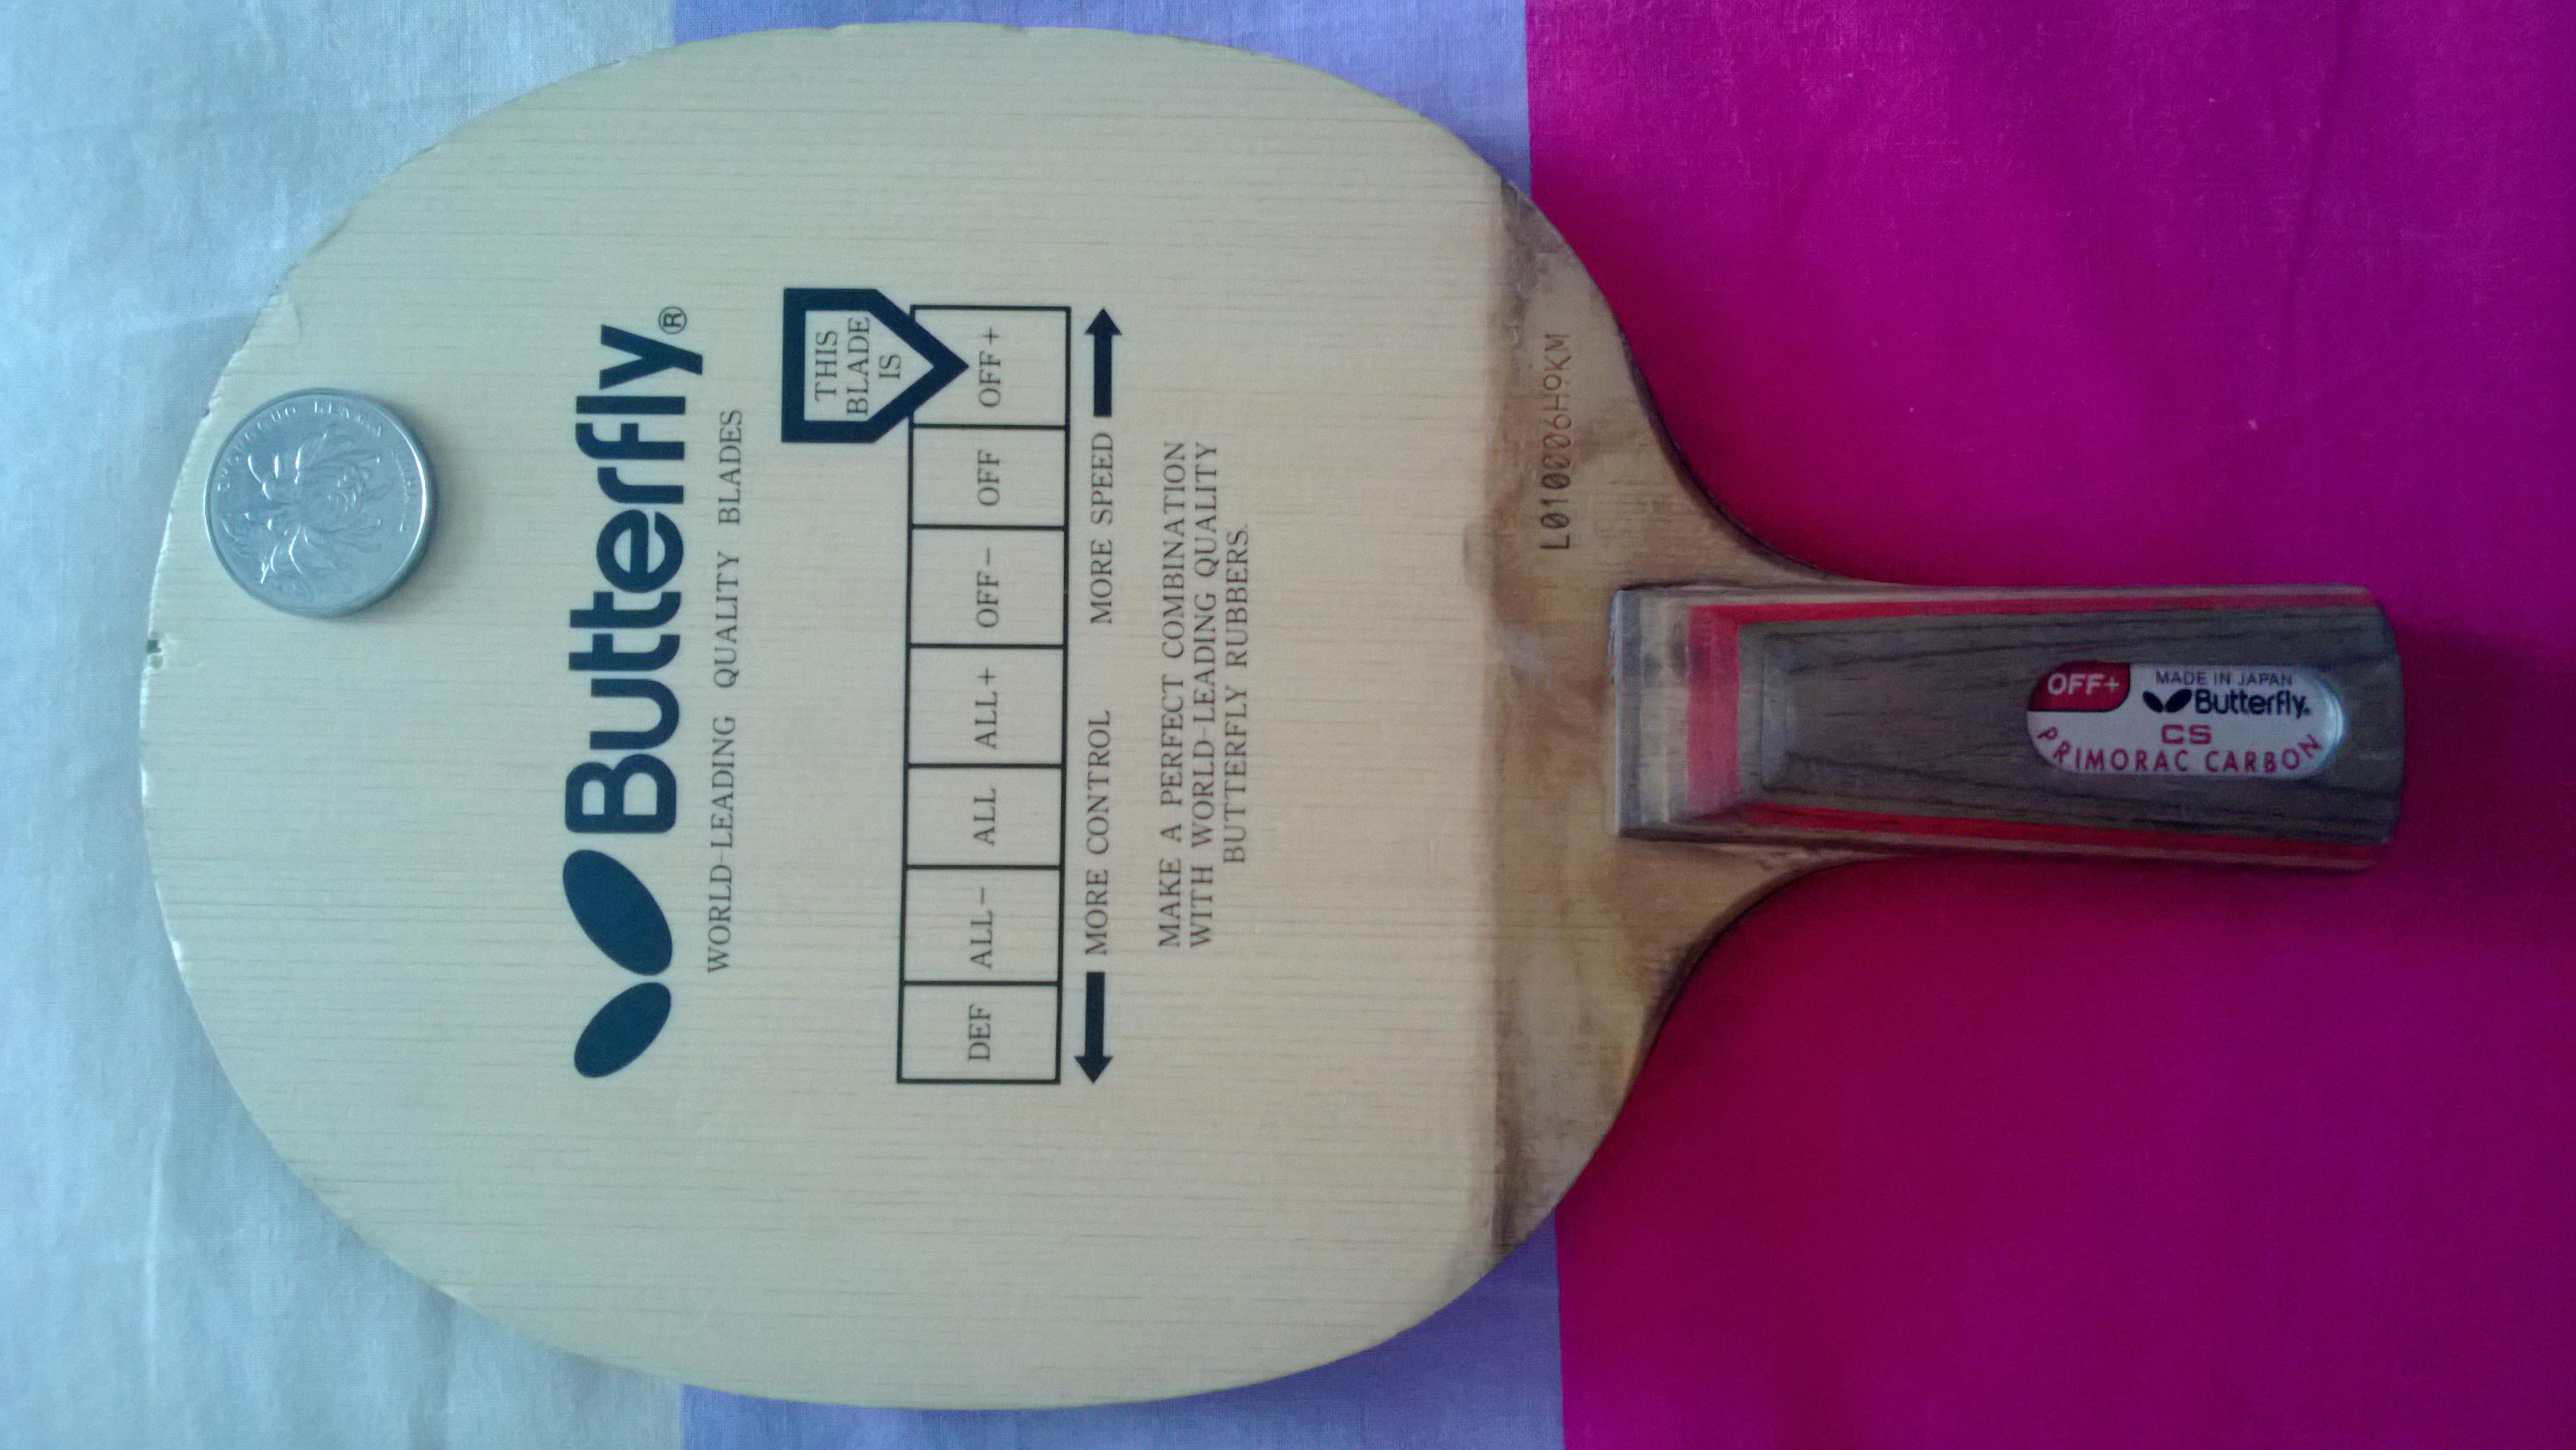 Butterfly®
WORLD-LEADING QUALITY BLADES
THIS
BLADE
IS
DEF ALL- ALL ALL+ OFF- OFF OFF+
MORE CONTROL MORE SPEED
MAKE A PERFECT COMBINATION
WITH WORLD-LEADING QUALITY
BUTTERFLY RUBBERS.
L010006H9KM
OFF+
MADE IN JAPAN
Butterfly.
CS
PRIMORAC CARBON